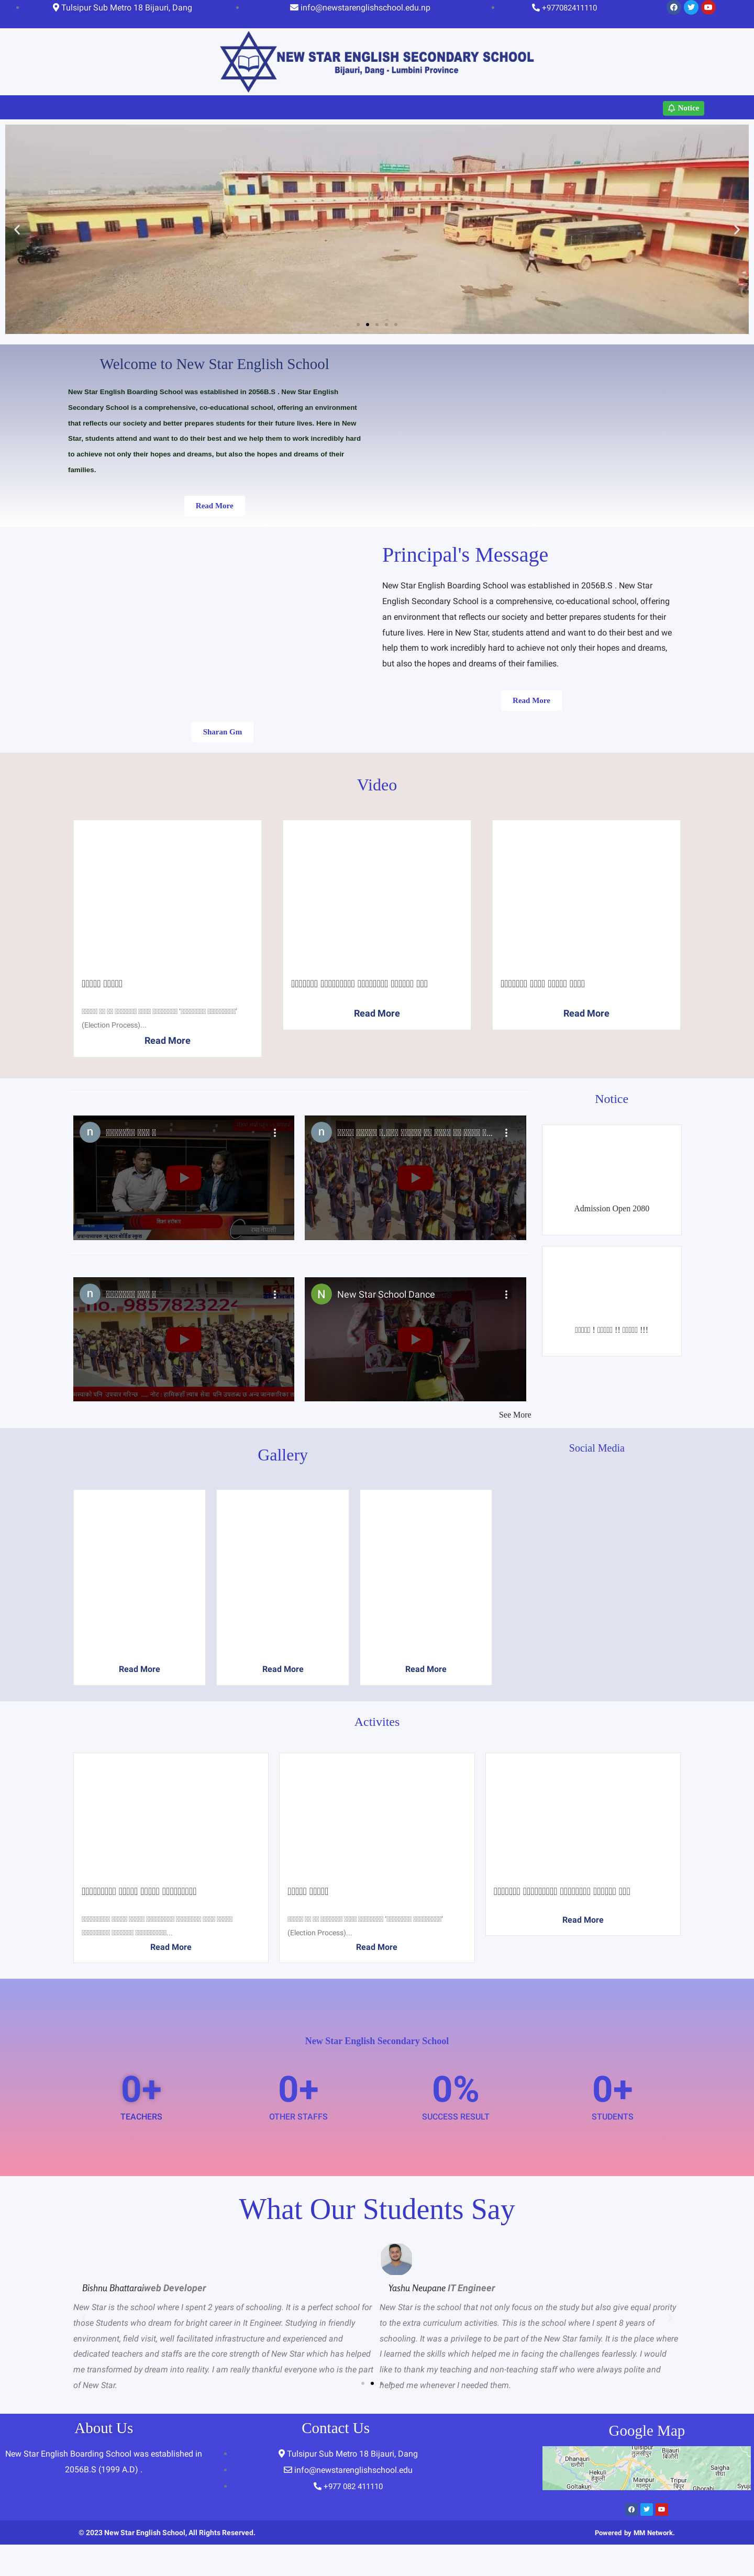 Tulsipur Sub Metro 18 Bijauri, Dang
info@newstarenglishschool.edu.np
+977082411110
NEW STAR ENGLISH SECONDARY SCHOOL
Bijauri, Dang - Lumbini Province
Notice
Welcome to New Star English School
New Star English Boarding School was established in 2056B.S . New Star English
Secondary School is a comprehensive, co-educational school, offering an environment
that reflects our society and better prepares students for their future lives. Here in New
Star, students attend and want to do their best and we help them to work incredibly hard
to achieve not only their hopes and dreams, but also the hopes and dreams of their
families.
Read More
Principal's Message
New Star English Boarding School was established in 2056B.S . New Star
English Secondary School is a comprehensive, co-educational school, offering
an environment that reflects our society and better prepares students for their
future lives. Here in New Star, students attend and want to do their best and we
help them to work incredibly hard to achieve not only their hopes and dreams,
but also the hopes and dreams of their families.
Read More
Sharan Gm
Video
(Election Process)...
Read More
Read More
Read More
Notice
n
n
Admission Open 2080
n
no. 9857823224
N New Star School Dance
! !! !!!
See More
Gallery
Social Media
Read More
Read More
Read More
Activites
Read More
(Election Process)...
Read More
Read More
New Star English Secondary School
0+
TEACHERS
0+
OTHER STAFFS
0%
SUCCESS RESULT
0+
STUDENTS
What Our Students Say
Bishnu Bhattaraiweb Developer
New Star is the school where I spent 2 years of schooling. It is a perfect school for
those Students who dream for bright career in It Engineer. Studying in friendly
environment, field visit, well facilitated infrastructure and experienced and
dedicated teachers and staffs are the core strength of New Star which has helped
me transformed by dream into reality. I am really thankful everyone who is the part
of New Star.
Yashu Neupane IT Engineer
New Star is the school that not only focus on the study but also give equal prority
to the extra curriculum activities. This is the school where I spent 8 years of
schooling. It was a privilege to be part of the New Star family. It is the place where
I learned the skills which helped me in facing the challenges fearlessly. I would
like to thank my teaching and non-teaching staff who were always polite and
helped me whenever I needed them.
About Us
New Star English Boarding School was established in
2056B.S (1999 A.D) .
Contact Us
Tulsipur Sub Metro 18 Bijauri, Dang
info@newstarenglishschool.edu
+977 082 411110
Google Map
Tulsipur
Dhanauri
Bijauri
Hekuli
Sargha
Manpur
Tripur
Goltakuri
Ghorahi
© 2023 New Star English School, All Rights Reserved.
Powered by MM Network.